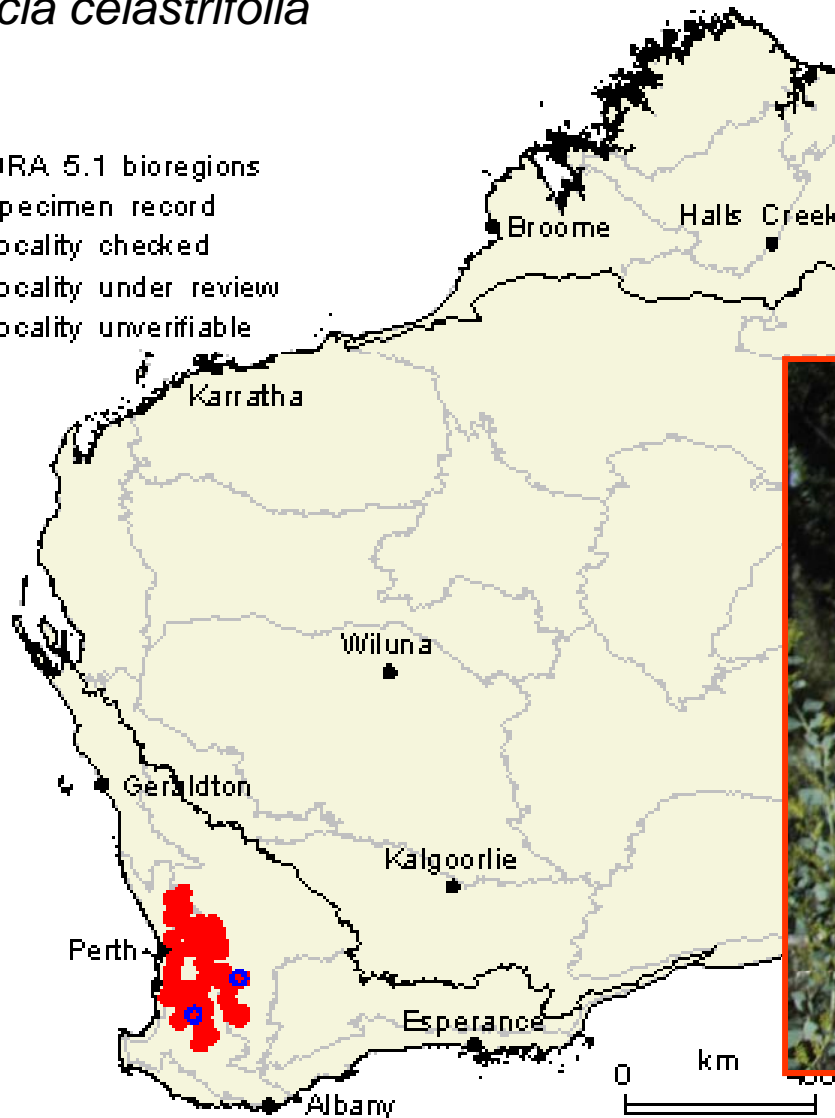 cia celastrifolia
RA 5.1 bioregions
pecimen record
ocality checked
ocality under review
ocality unverifiable
Broome
Halls Creek
Karratha
Wiluna
Geraldton
Kalgoorlie
Perth
Esperance
Albany
0 km